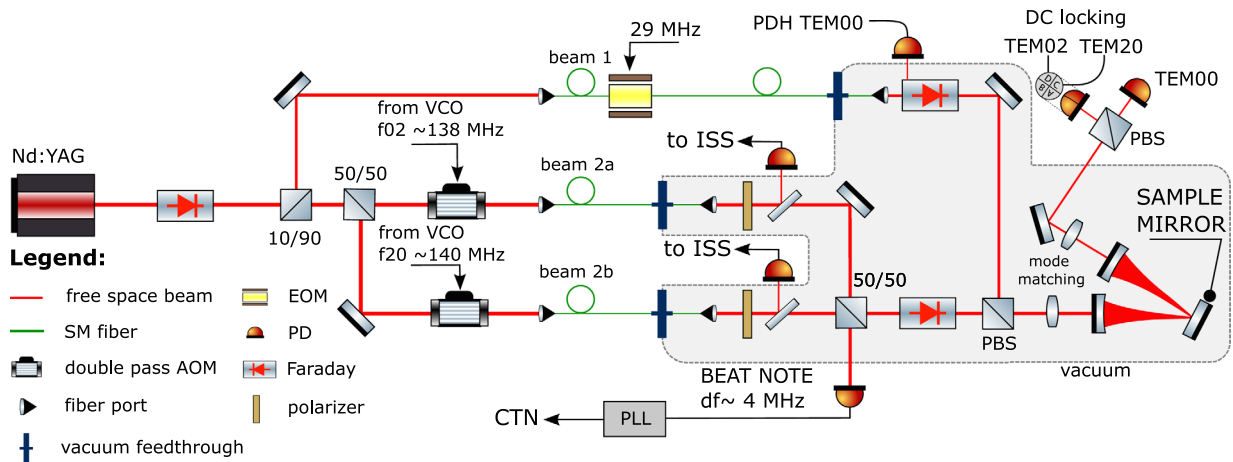 29 MHz
PDH TEM00
DC locking
TEM02 TEM20
TEM00
beam 1
from VCO
f02 ~138 MHz
PBS
Nd:YAG
50/50
beam 2a
to ISS
SAMPLE
MIRROR
10/90
from VCO
f20 ~140 MHz
to ISS
mode
matching
Legend:
free space beam
EOM
beam 2b
50/50
SM fiber
PD
PBS
double pass AOM
Faraday
vacuum
BEAT NOTE
df~ 4 MHz
fiber port
polarizer
CTN
PLL
vacuum feedthrough